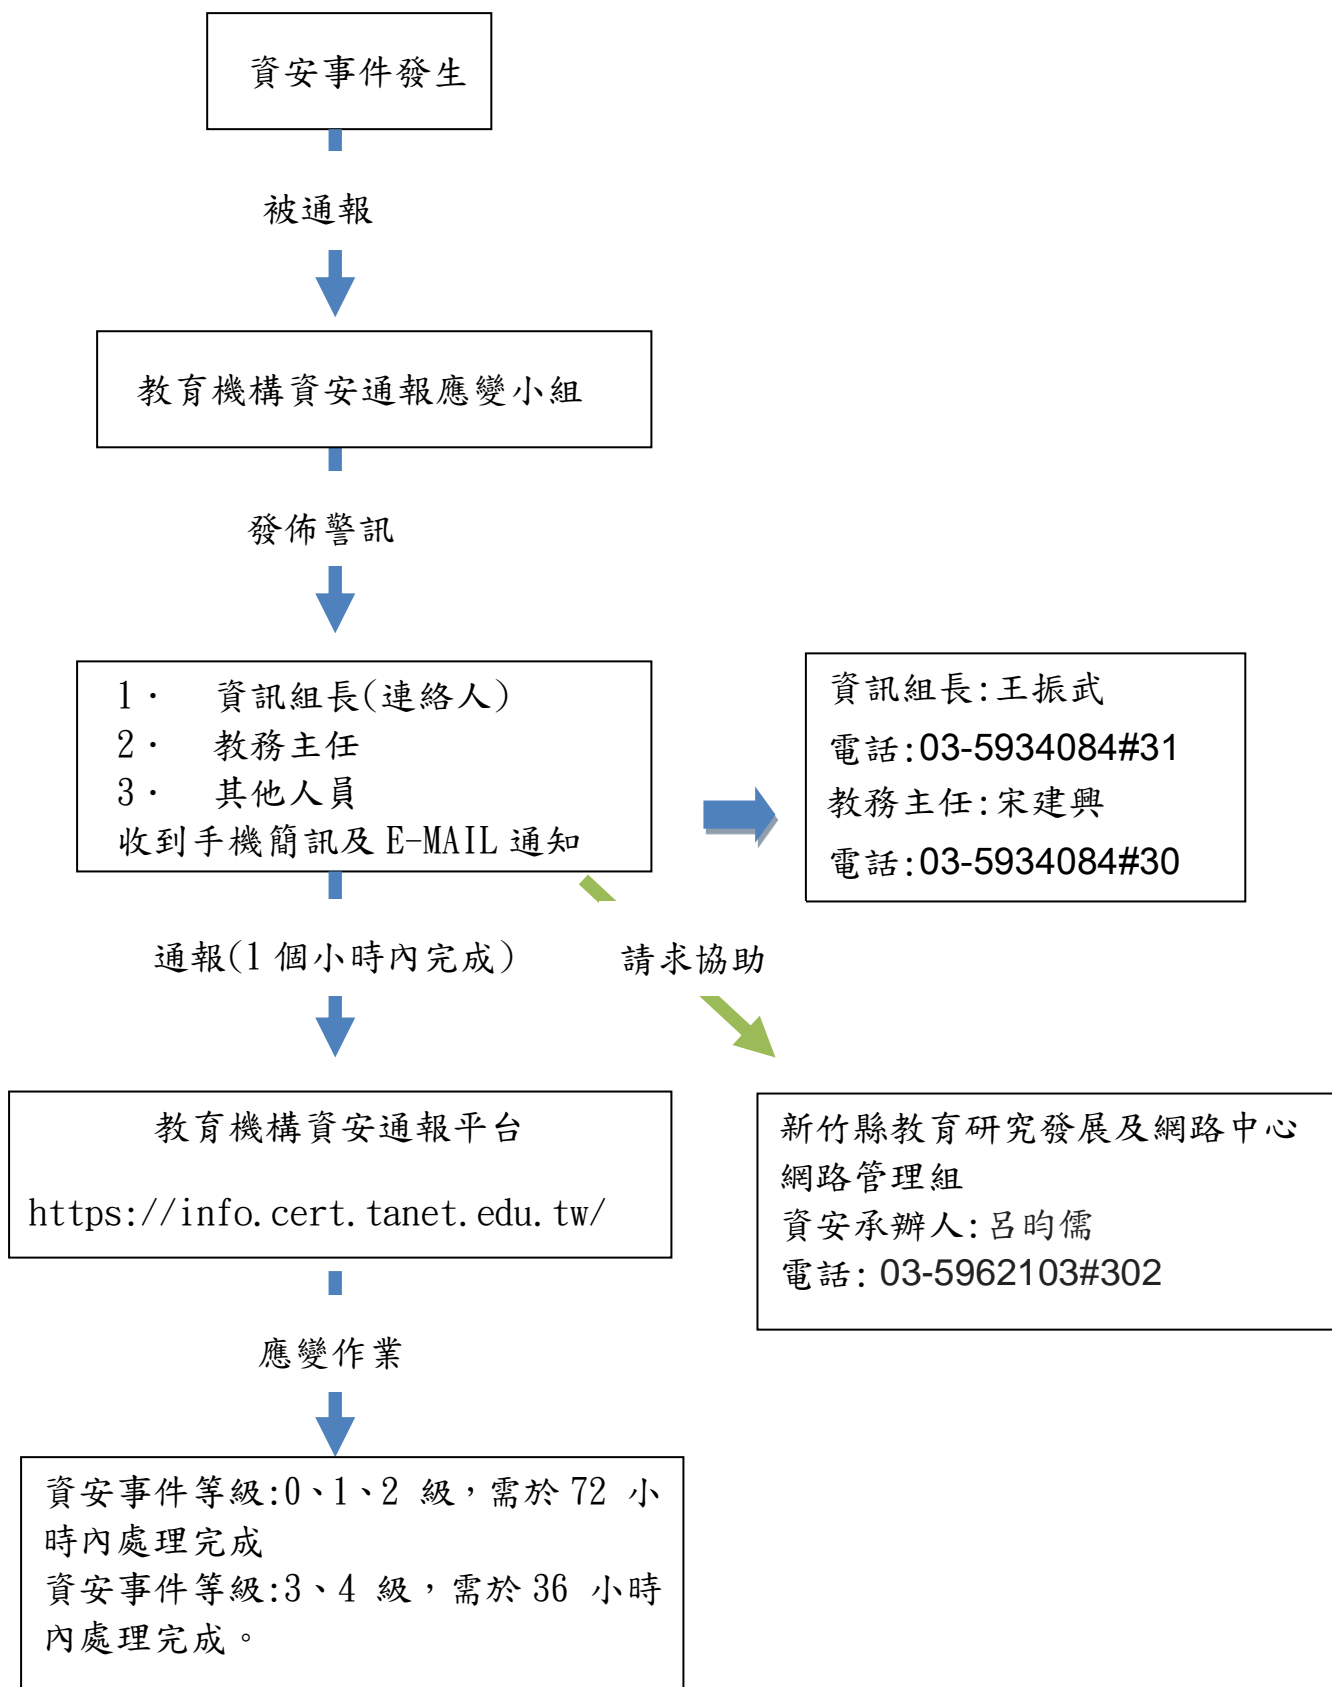 資安事件發生
被通報
教育機構資安通報應變小組
發佈警訊
1. 資訊組長(連絡人)
2. 教務主任
3. 其他人員
收到手機簡訊及 E-MAIL 通知
資訊組長:王振武
電話:03-5934084#31
教務主任:宋建興
電話:03-5934084#30
通報(1 個小時內完成)
請求協助
教育機構資安通報平台
https://info.cert.tanet.edu.tw/
新竹縣教育研究發展及網路中心
網路管理組
資安承辦人:呂昀儒
電話: 03-5962103#302
應變作業
資安事件等級:0、1、2 級，需於 72 小
時內處理完成
資安事件等級:3、4 級，需於 36 小時
內處理完成。